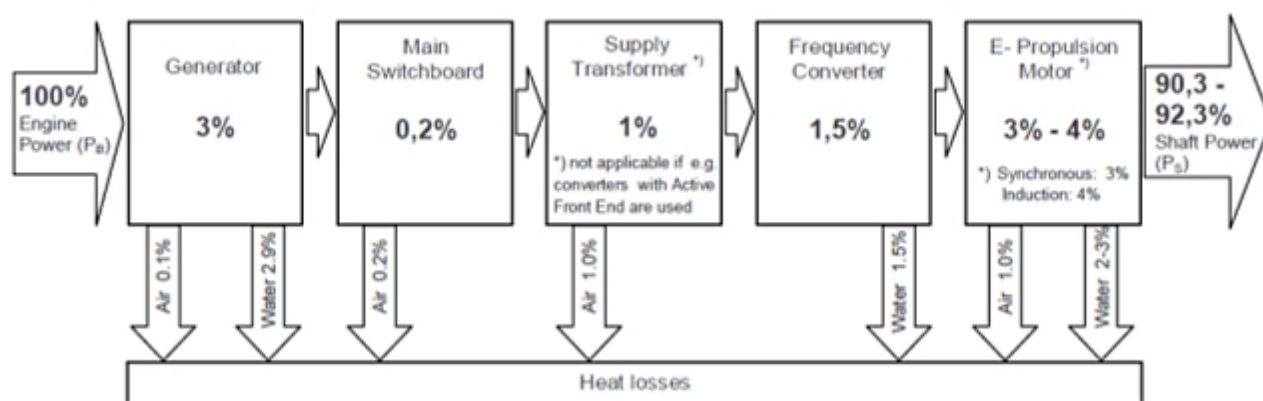 100%
Engine
Power (PB)
Generator
3%
Main
Switchboard
0,2%
Supply
Transformer *)
1%
*) not applicable if e.g.
converters with Active
Front End are used
Frequency
Converter
1,5%
E- Propulsion
Motor *)
3% - 4%
*) Synchronous: 3%
Induction: 4%
90,3 -
92,3%
Shaft Power
(PS)
Air 0.1%
Water 2.9%
Air 0.2%
Air 1.0%
Water 1.5%
Air 1.0%
Water 2-3%
Heat losses